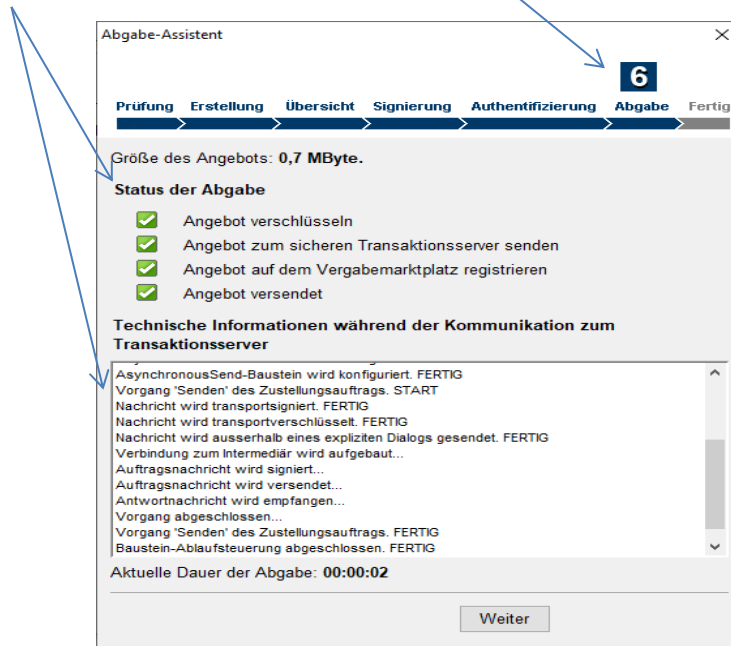 Abgabe-Assistent
6
Prüfung Erstellung Übersicht Signierung Authentifizierung Abgabe Fertig
Größe des Angebots: 0,7 MByte.
Status der Abgabe
Angebot verschlüsseln
Angebot zum sicheren Transaktionsserver senden
Angebot auf dem Vergabemarktplatz registrieren
Angebot versendet
Technische Informationen während der Kommunikation zum
Transaktionsserver
AsynchronousSend-Baustein wird konfiguriert. FERTIG
Vorgang 'Senden' des Zustellungsauftrags. START
Nachricht wird transportsigniert. FERTIG
Nachricht wird transportverschlüsselt. FERTIG
Nachricht wird ausserhalb eines expliziten Dialogs gesendet. FERTIG
Verbindung zum Intermediär wird aufgebaut...
Auftragsnachricht wird signiert...
Auftragsnachricht wird versendet...
Antwortnachricht wird empfangen...
Vorgang abgeschlossen...
Vorgang 'Senden' des Zustellungsauftrags. FERTIG
Baustein-Ablaufsteuerung abgeschlossen. FERTIG
Aktuelle Dauer der Abgabe: 00:00:02
Weiter